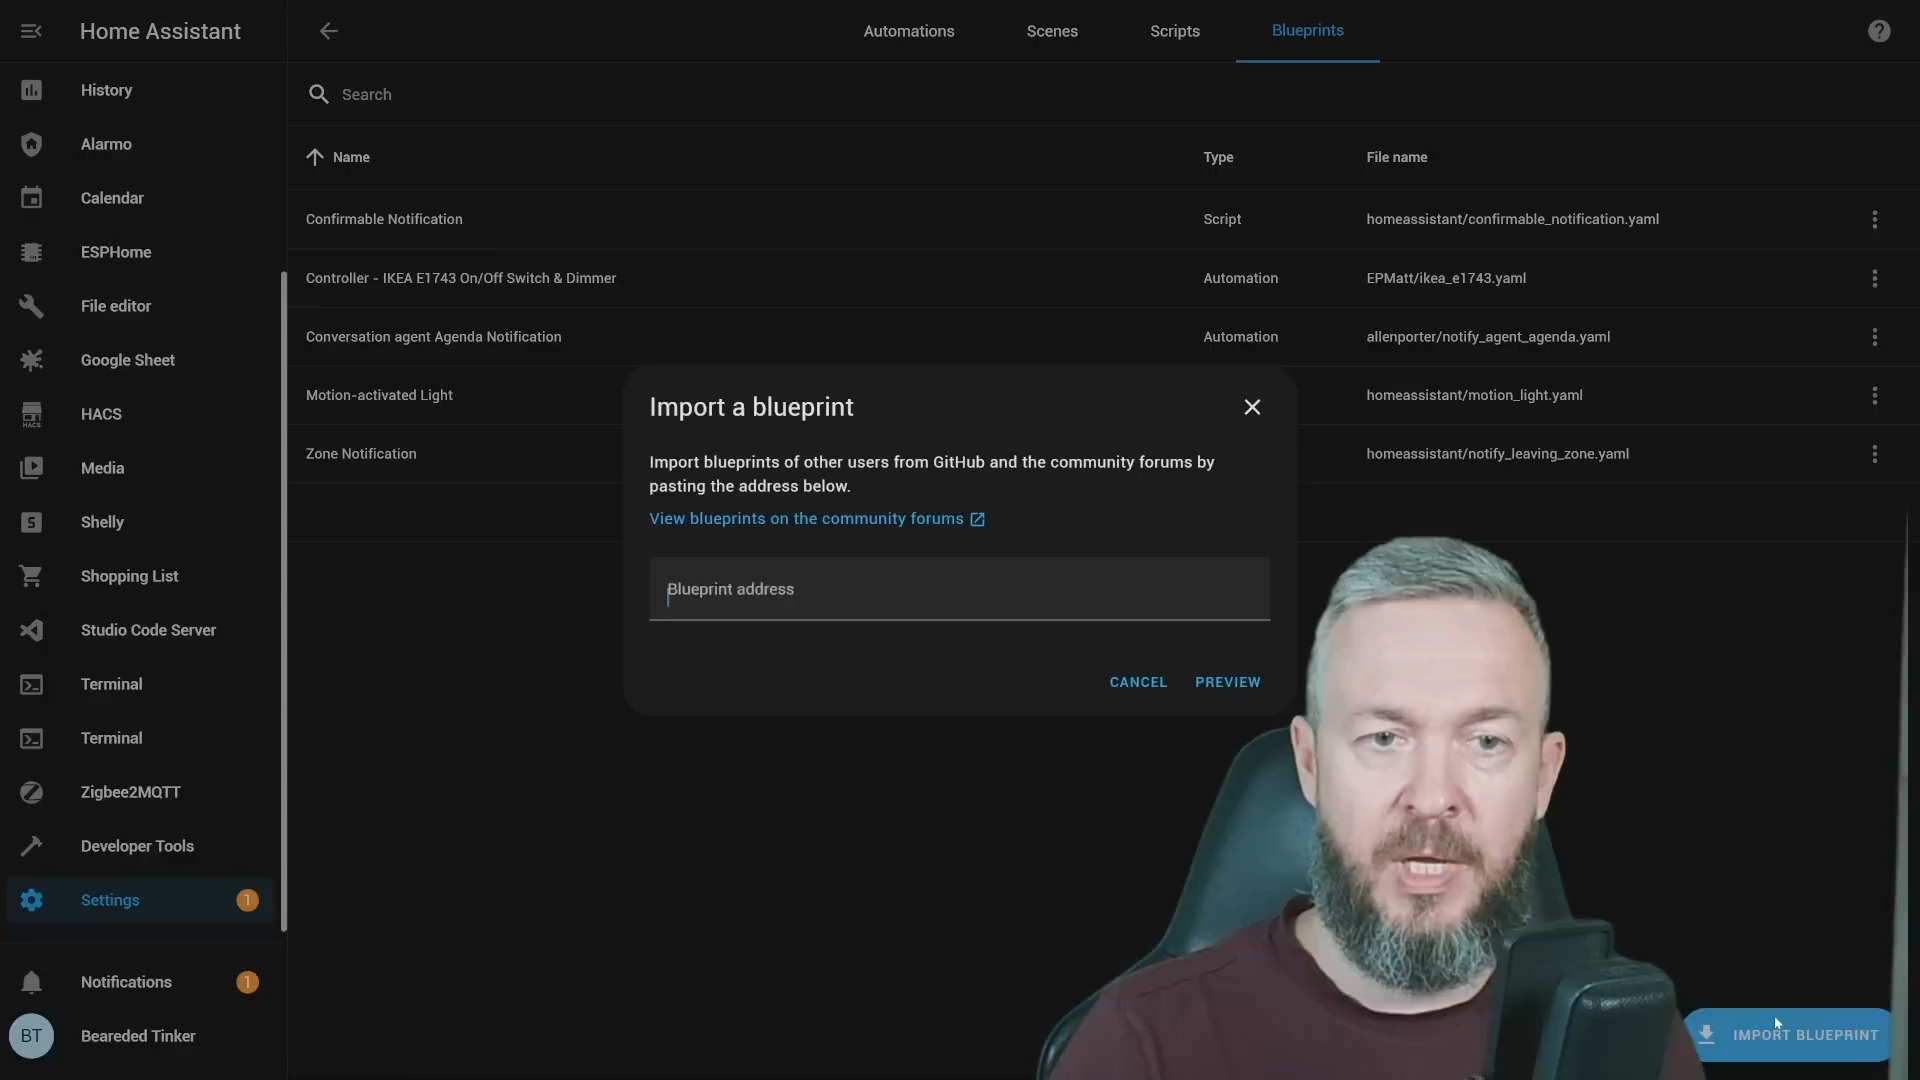 Home Assistant
Automations
Scenes
Scripts
Blueprints
History
Alarmo
Calendar
ESPHome
File editor
Google Sheet
HACS
HACS
Media
Shelly
S
Shopping List
Studio Code Server
Terminal
Terminal
Zigbee2MQTT
Developer Tools
Settings
1
Notifications
1
BT
Bearded Tinker
Search
Name
Type
File name
Confirmable Notification
Script
homeassistant/confirmable_notification.yaml
Controller - IKEA E1743 On/Off Switch & Dimmer
Automation
EPMatt/ikea_e1743.yaml
Conversation agent Agenda Notification
Automation
allenporter/notify_agent_agenda.yaml
Motion-activated Light
homeassistant/motion_light.yaml
Zone Notification
homeassistant/notify_leaving_zone.yaml
Import a blueprint
Import blueprints of other users from GitHub and the community forums by
pasting the address below.
View blueprints on the community forums
Blueprint address
CANCEL
PREVIEW
IMPORT BLUEPRINT